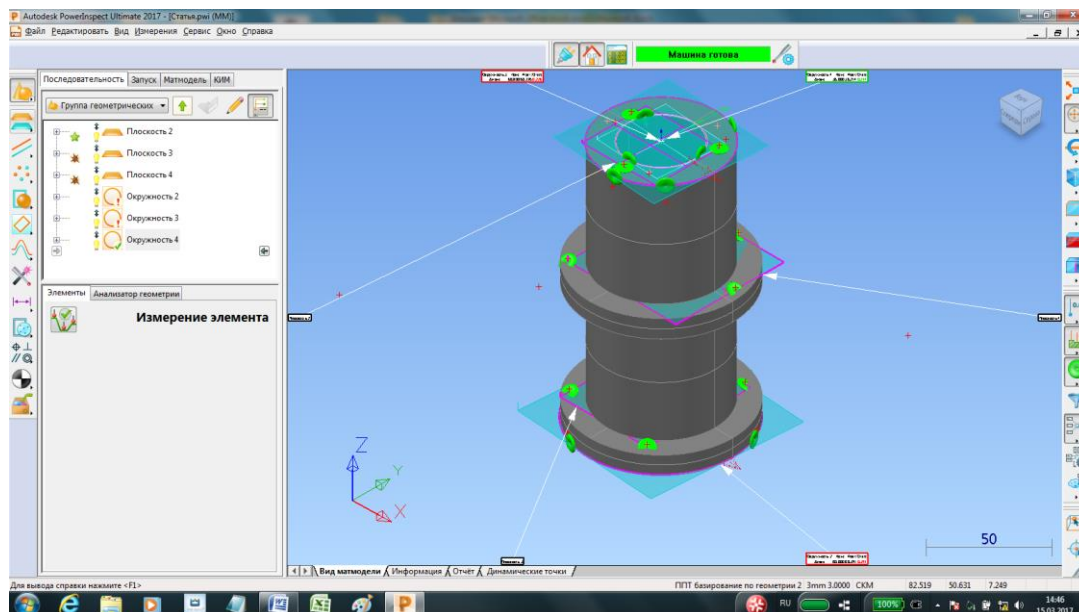 Autodesk PowerInspect Ultimate 2017 - [Статья.pwi (MM)]
Файл Редактировать Вид Измерения Сервис Окно Справка
Машина готова
Последовательность Запуск Матмодель КИМ
Группа геометрических
Плоскость 2
Плоскость 3
Плоскость 4
Окружность 2
Окружность 3
Окружность 4
Элементы Анализатор геометрии
Измерение элемента
Z
Y
X
50
Вид матмодели Информация Отчёт Динамические точки
Для вывода справки нажмите <F1>
ППТ базирование по геометрии 2 3mm 3.0000 СКМ 82.519 50.631 7.249
RU 100% 14:46
15.03.2017